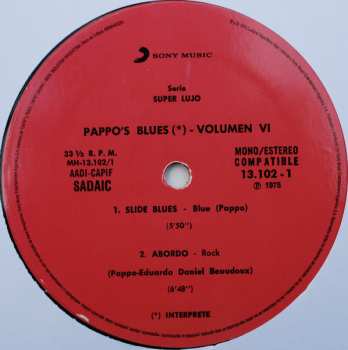 SONY MUSIC
Serie
SUPER LUJO
PAPPO'S BLUES (*) - VOLUMEN VI
33 ⅓ R. P. M.
MH-13.102/1
AADI-CAPIF
SADAIC
MONO/ESTEREO
COMPATIBLE
13.102 - 1
℗ 1975
1. SLIDE BLUES - Blue (Pappo)
(5'50")
2. ABORDO - Rock
(Pappo-Eduardo Daniel Beaudoux)
(6'48")
(*) INTERPRETE